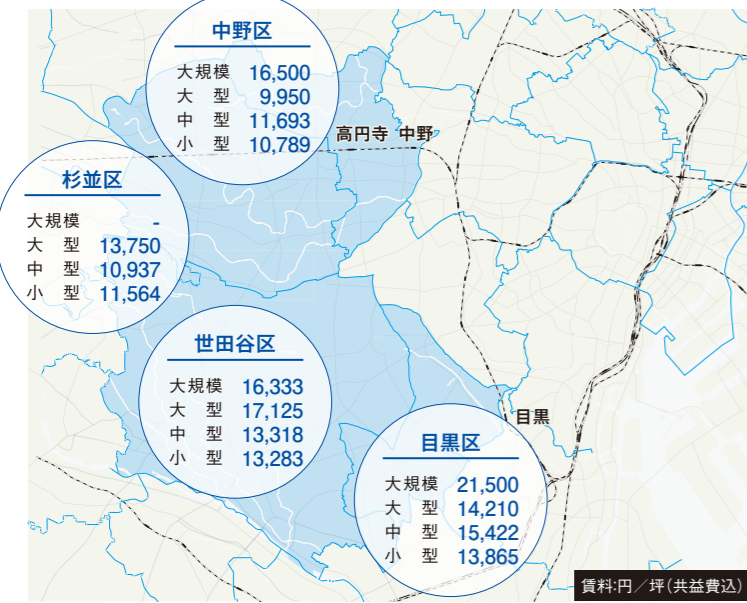 中野区
大規模 16,500
大 型 9,950
中 型 11,693
小 型 10,789
高円寺 中野
杉並区
大規模 -
大 型 13,750
中 型 10,937
小 型 11,564
世田谷区
大規模 16,333
大 型 17,125
中 型 13,318
小 型 13,283
目黒
目黒区
大規模 21,500
大 型 14,210
中 型 15,422
小 型 13,865
賃料:円／坪(共益費込)